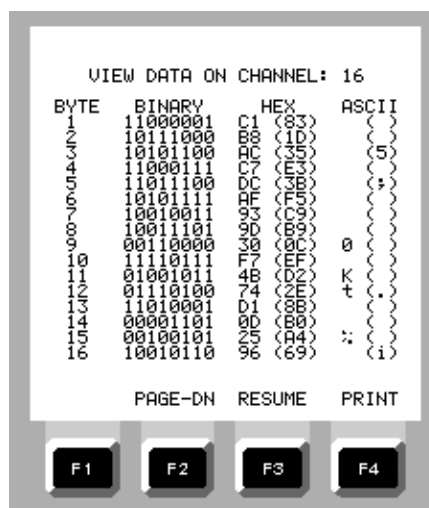 VIEW DATA ON CHANNEL: 16
BYTE BINARY HEX ASCII
1 11000001 C1 (83) ( )
2 10111000 B8 (1D) ( )
3 10101100 AC (35) (5)
4 11000111 C7 (E3) ( )
5 11011100 DC (3B) (;)
6 10101111 AF (F5) ( )
7 10010011 93 (C9) ( )
8 10011101 9D (B9) ( )
9 00110000 30 (0C) 0 ( )
10 11110111 F7 (EF) ( )
11 01001011 4B (D2) K ( )
12 01110100 74 (2E) t (.)
13 11010001 D1 (8B) ( )
14 00001101 0D (B0) ( )
15 00100101 25 (A4) % ( )
16 10010110 96 (69) (i)
PAGE-DN RESUME PRINT
F1 F2 F3 F4